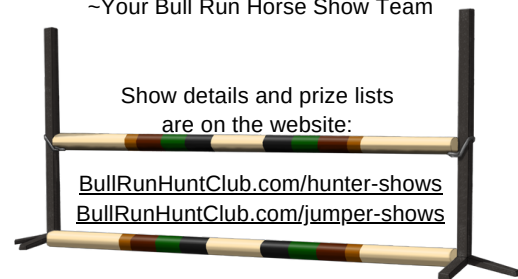 ~Your Bull Run Horse Show Team
Show details and prize lists
are on the website:
BullRunHuntClub.com/hunter-shows
BullRunHuntClub.com/jumper-shows